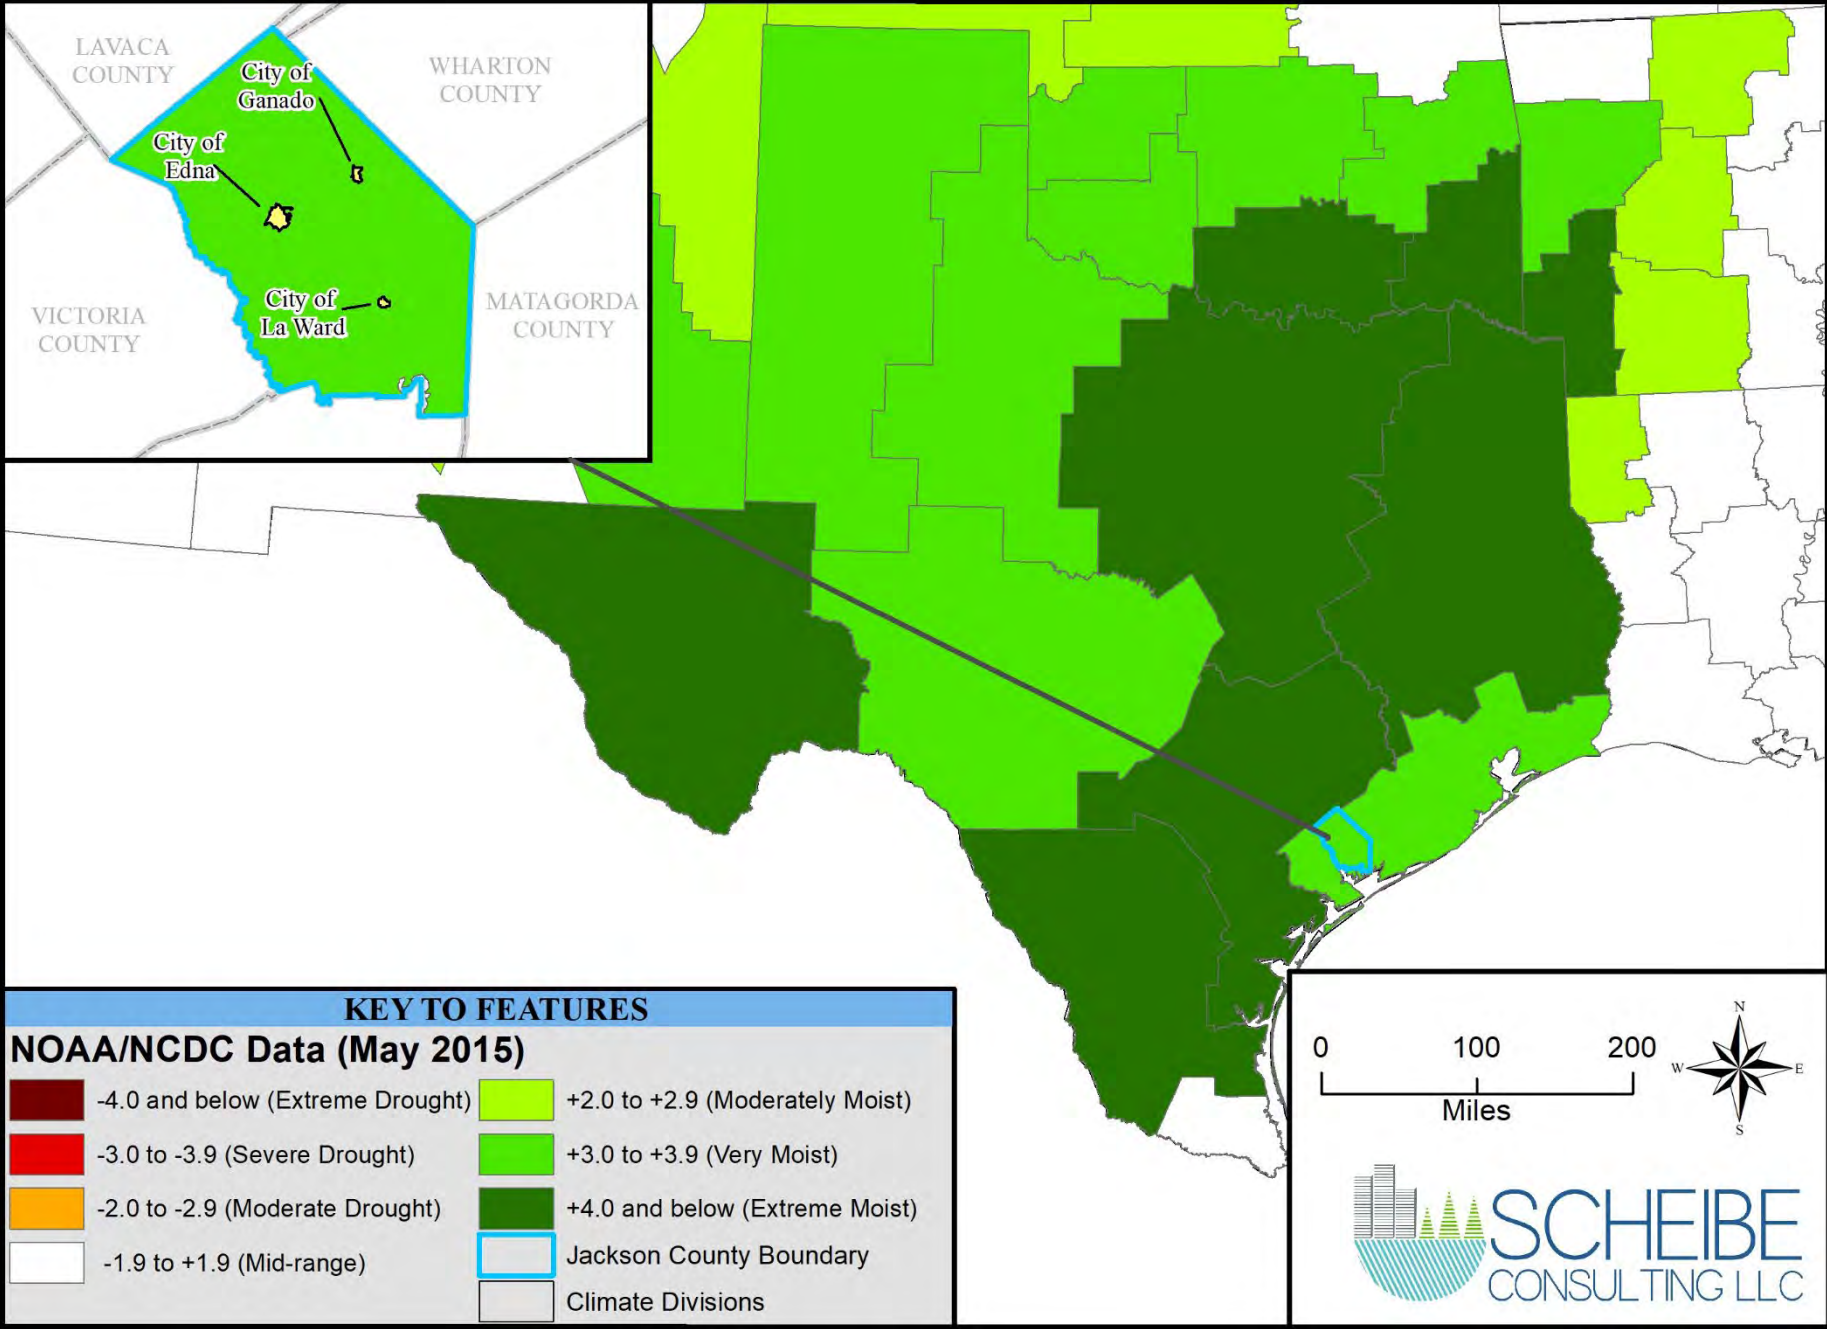 LAVACA
COUNTY
City of
Ganado
WHARTON
COUNTY
City of
Edna
City of
La Ward
VICTORIA
COUNTY
MATAGORDA
COUNTY
KEY TO FEATURES
NOAA/NCDC Data (May 2015)
-4.0 and below (Extreme Drought)
-3.0 to -3.9 (Severe Drought)
-2.0 to -2.9 (Moderate Drought)
-1.9 to +1.9 (Mid-range)
+2.0 to +2.9 (Moderately Moist)
+3.0 to +3.9 (Very Moist)
+4.0 and below (Extreme Moist)
Jackson County Boundary
Climate Divisions
0 100 200
Miles
N
W E
S
SCHEIBE
CONSULTING LLC